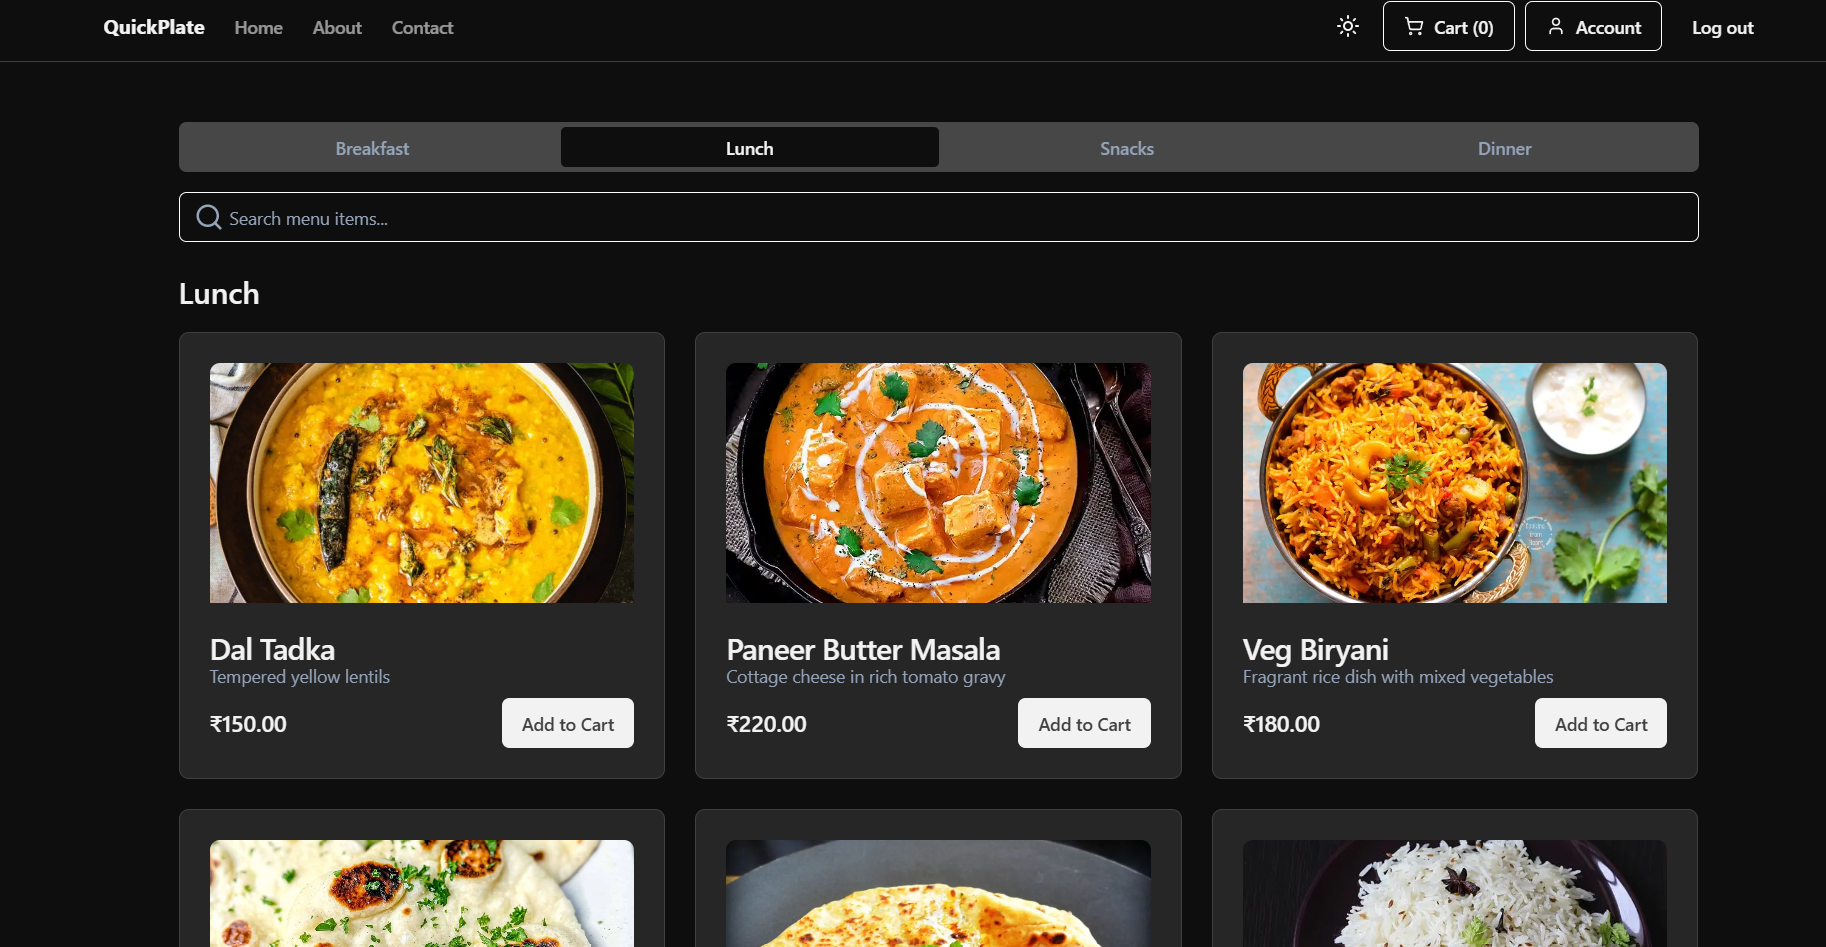 QuickPlate Home About Contact Cart (0) Account Log out
Breakfast Lunch Snacks Dinner
Search menu items...
Lunch
Dal Tadka
Tempered yellow lentils
₹150.00 Add to Cart
Paneer Butter Masala
Cottage cheese in rich tomato gravy
₹220.00 Add to Cart
Veg Biryani
Fragrant rice dish with mixed vegetables
₹180.00 Add to Cart